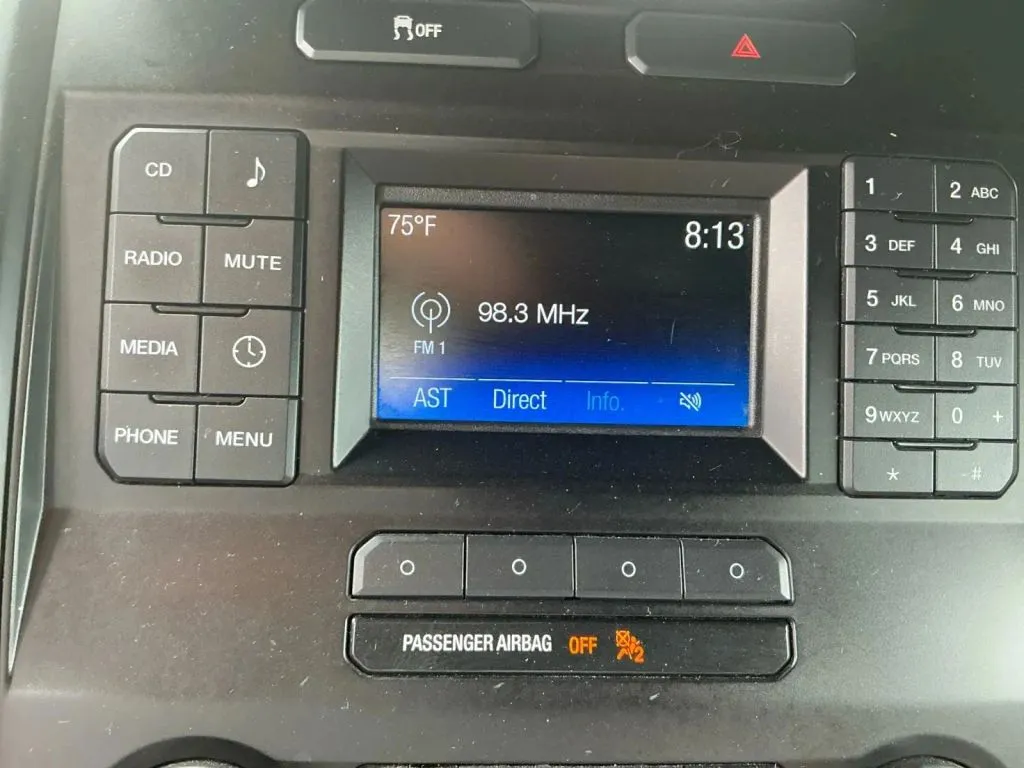 OFF
CD
RADIO MUTE
MEDIA
PHONE MENU
75°F 8:13
98.3 MHz
FM 1
AST Direct Info.
1 2 ABC
3 DEF 4 GHI
5 JKL 6 MNO
7 PQRS 8 TUV
9 WXYZ 0 +
* #
PASSENGER AIRBAG OFF 2